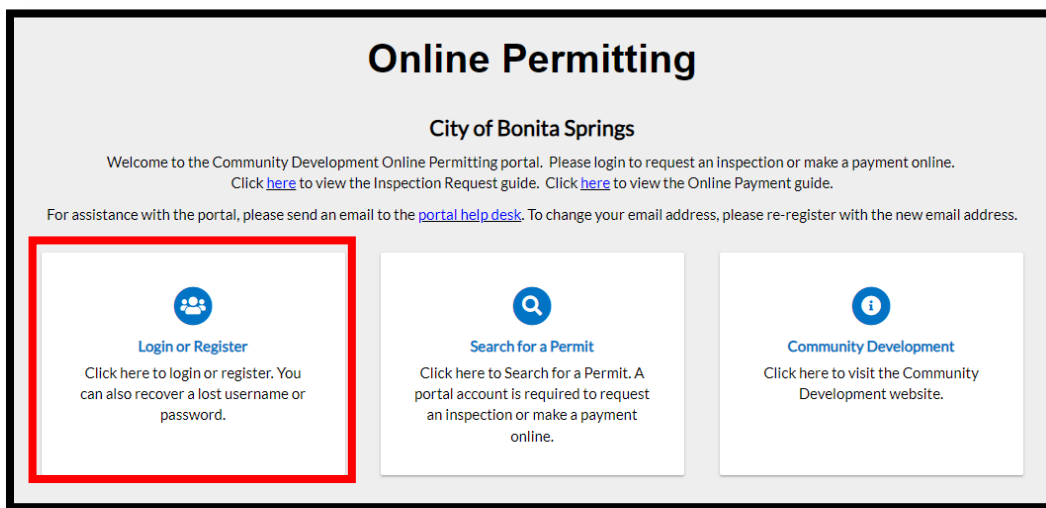 Online Permitting
City of Bonita Springs
Welcome to the Community Development Online Permitting portal. Please login to request an inspection or make a payment online.
Click here to view the Inspection Request guide. Click here to view the Online Payment guide.
For assistance with the portal, please send an email to the portal help desk. To change your email address, please re-register with the new email address.
Login or Register
Click here to login or register. You
can also recover a lost username or
password.
Search for a Permit
Click here to Search for a Permit. A
portal account is required to request
an inspection or make a payment
online.
Community Development
Click here to visit the Community
Development website.